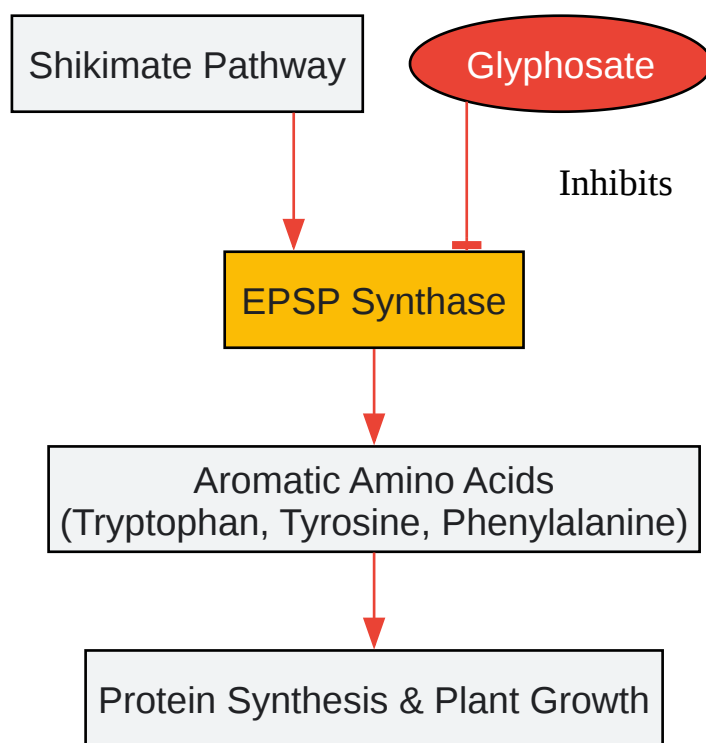 Shikimate Pathway
Glyphosate
Inhibits
EPSP Synthase
Aromatic Amino Acids
(Tryptophan, Tyrosine, Phenylalanine)
Protein Synthesis & Plant Growth